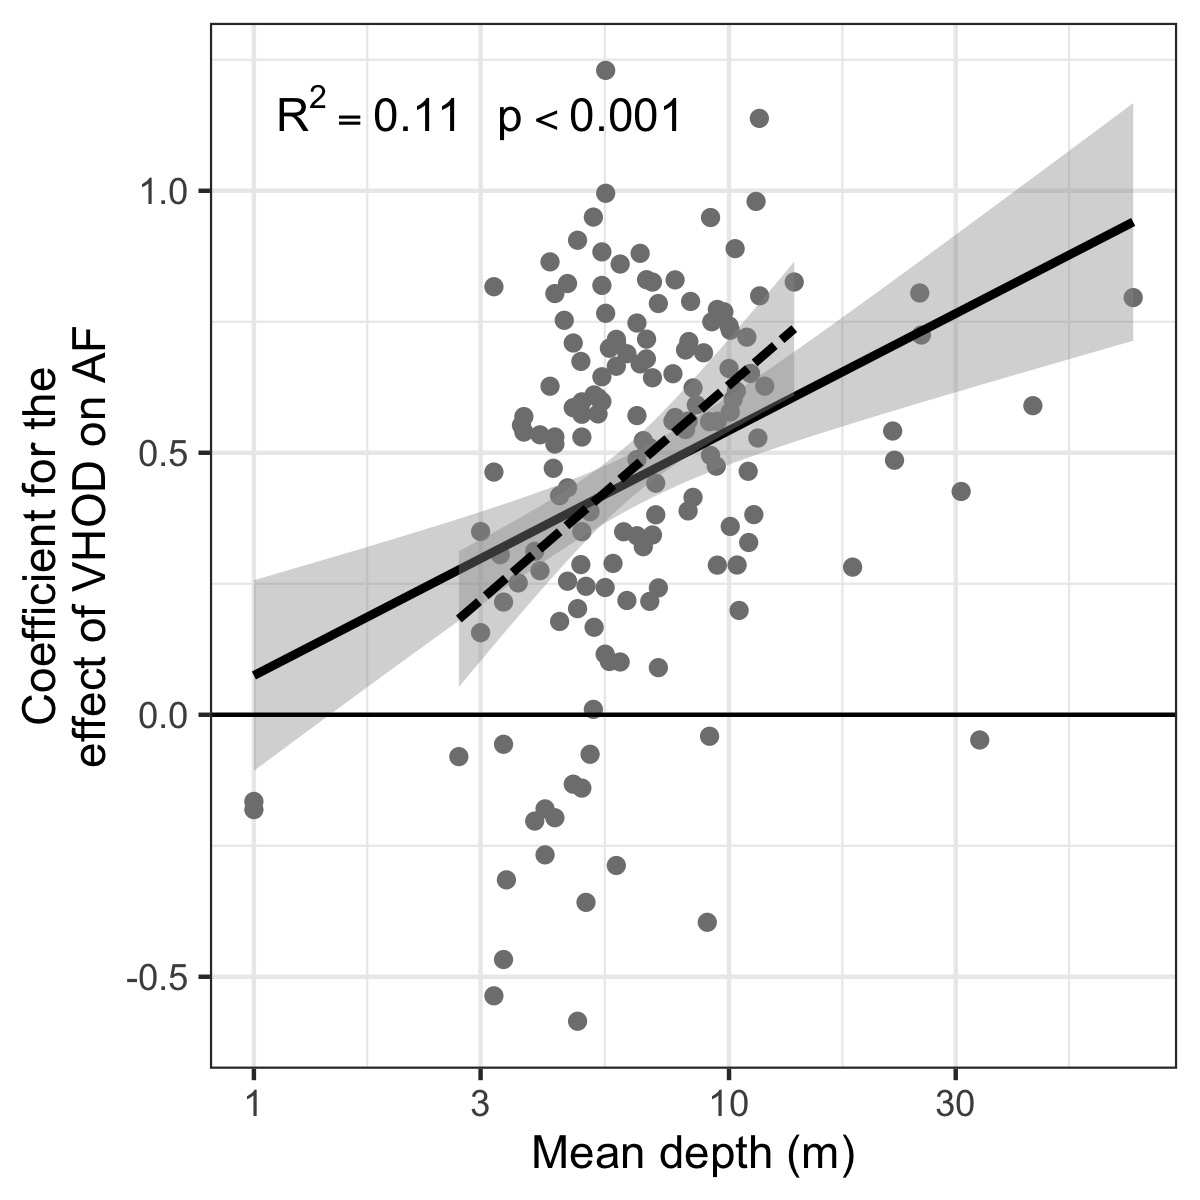 R² = 0.11 p < 0.001
1.0
0.5
0.0
-0.5
Coefficient for the
effect of VHOD on AF
1 3 10 30
Mean depth (m)